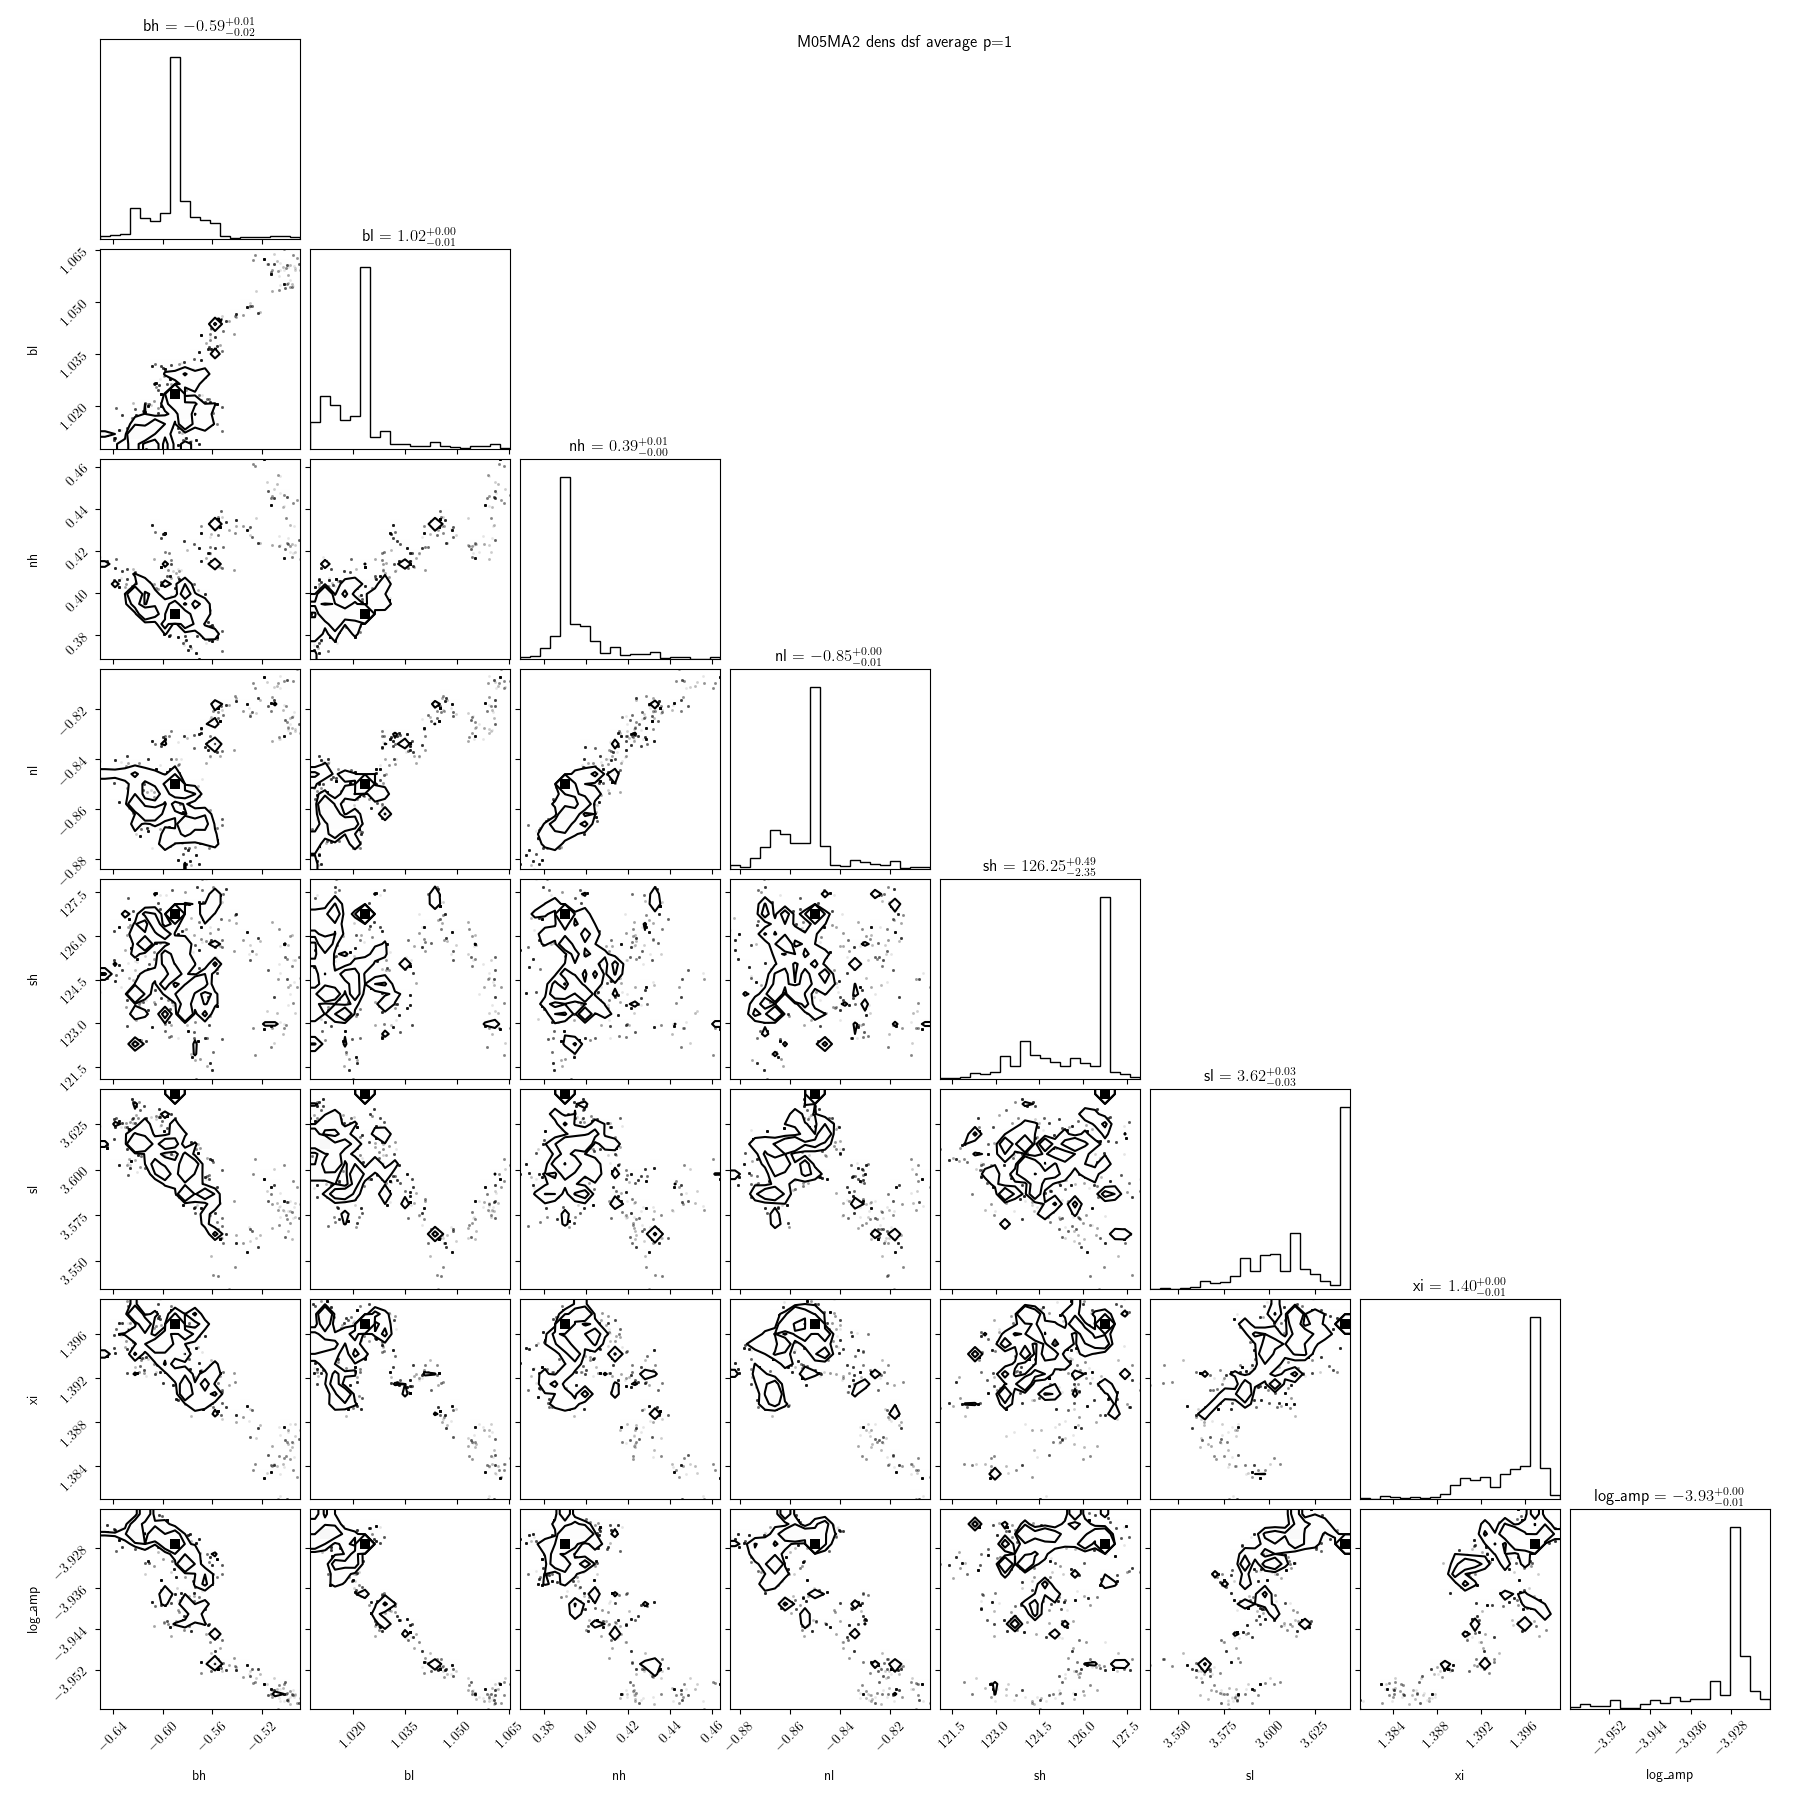 M05MA2 dens dsf average p=1
bh = −0.59+0.01−0.02
bl = 1.02+0.00−0.01
1.065
1.050
1.035
1.020
bl
nh = 0.39+0.01−0.00
0.46
0.44
0.42
0.40
0.38
nh
nl = −0.85+0.00−0.01
−0.82
−0.84
−0.86
−0.88
nl
sh = 126.25+0.49−2.35
127.5
126.0
124.5
123.0
121.5
sh
sl = 3.62+0.03−0.03
3.625
3.600
3.575
3.550
sl
xi = 1.40+0.00−0.01
1.396
1.392
1.388
1.384
xi
log_amp = −3.93+0.00−0.01
−3.928
−3.936
−3.944
−3.952
log_amp
−0.64 −0.60 −0.56 −0.52 1.020 1.035 1.050 1.065 0.38 0.40 0.42 0.44 0.46 −0.88 −0.86 −0.84 −0.82 121.5 123.0 124.5 126.0 127.5 3.550 3.575 3.600 3.625 1.384 1.388 1.392 1.396 −3.952 −3.944 −3.936 −3.928
bh bl nh nl sh sl xi log_amp